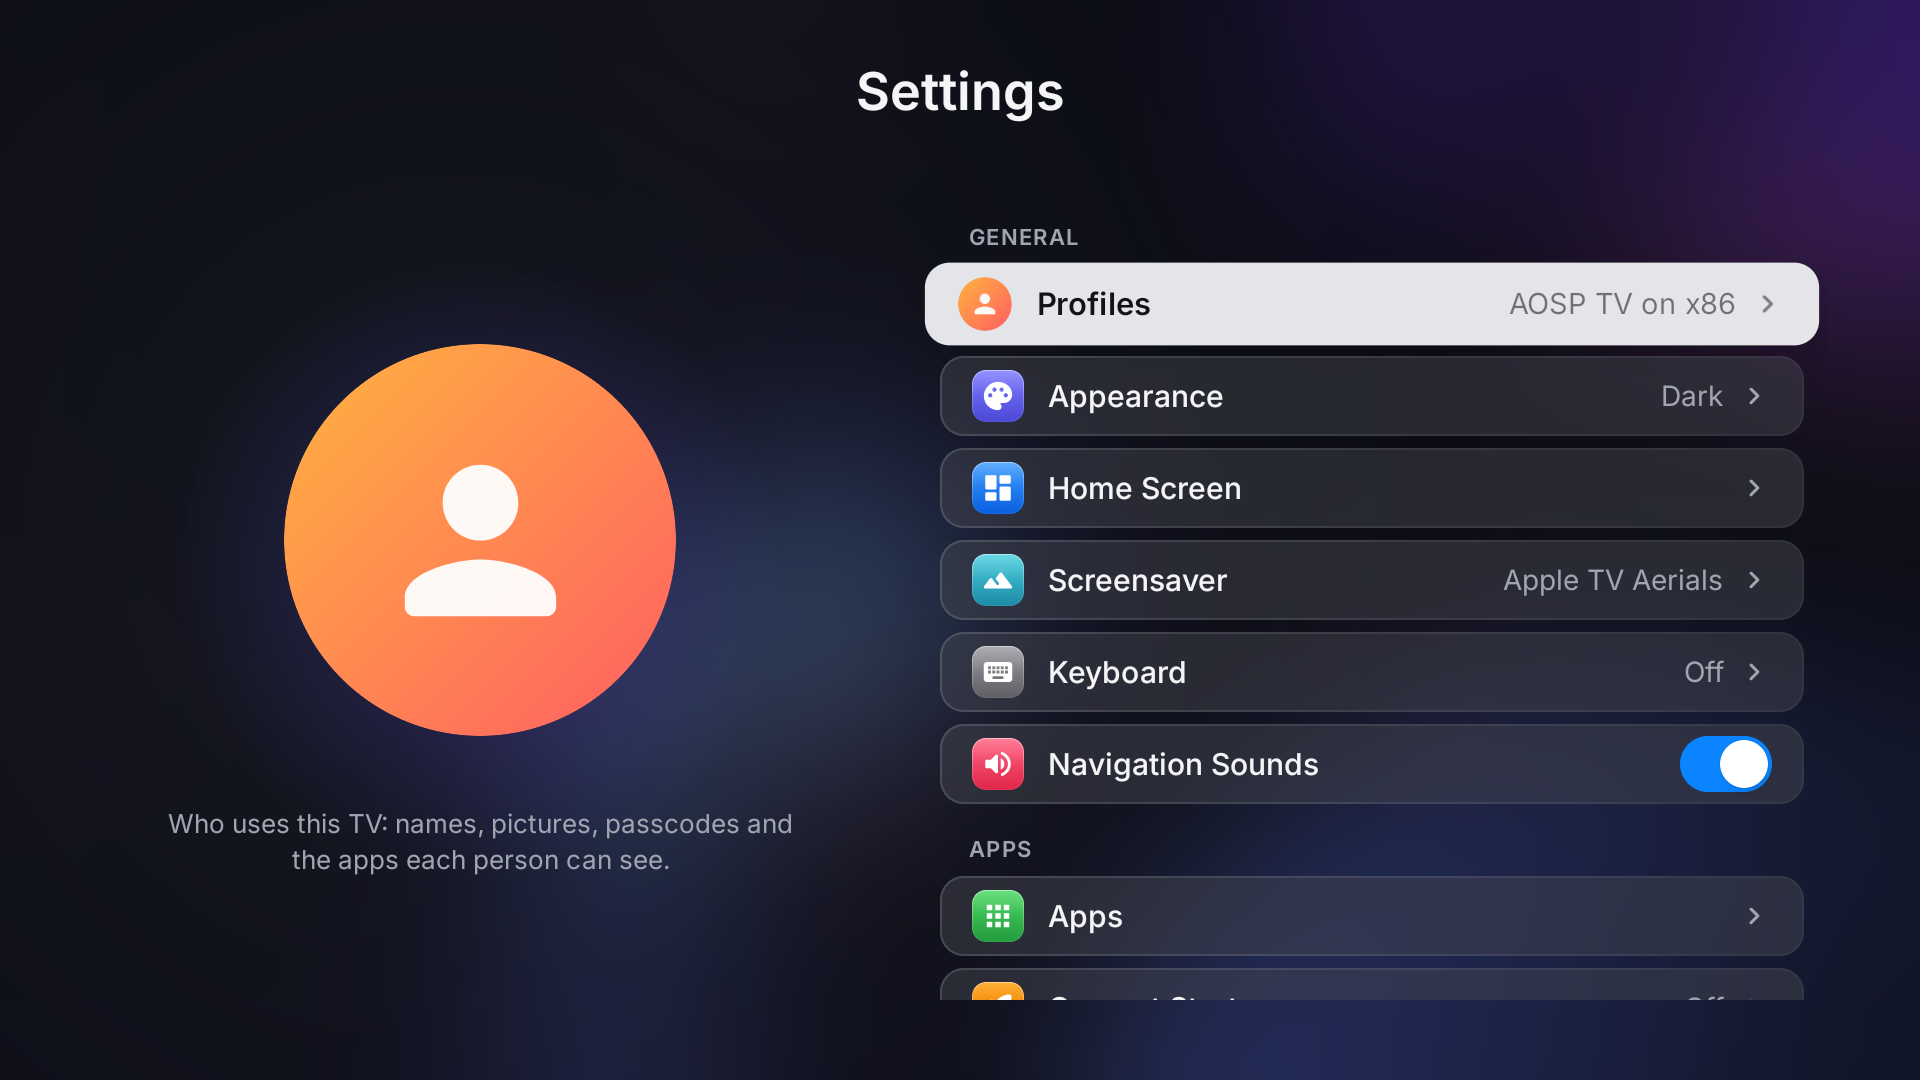 Settings
GENERAL
Profiles AOSP TV on x86
Appearance Dark
Home Screen
Screensaver Apple TV Aerials
Keyboard Off
Navigation Sounds
Who uses this TV: names, pictures, passcodes and
the apps each person can see.
APPS
Apps